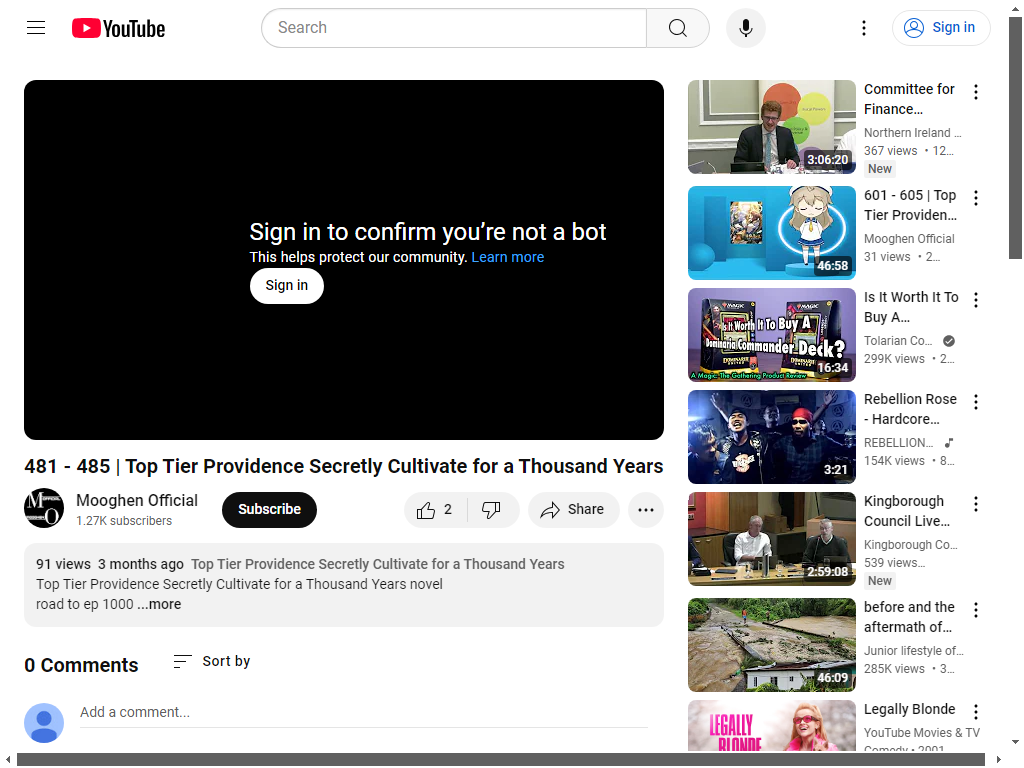 YouTube
Search
Sign in
Sign in to confirm you’re not a bot
This helps protect our community. Learn more
Sign in
481 - 485 | Top Tier Providence Secretly Cultivate for a Thousand Years
Mooghen Official
1.27K subscribers
Subscribe
2
Share
91 views 3 months ago Top Tier Providence Secretly Cultivate for a Thousand Years
Top Tier Providence Secretly Cultivate for a Thousand Years novel
road to ep 1000 ...more
0 Comments
Sort by
Add a comment...
3:06:20
Committee for
Finance…
Northern Ireland …
367 views • 12…
New
46:58
601 - 605 | Top
Tier Providen…
Mooghen Official
31 views • 2…
MAGIC
MAGIC
Is It Worth It To Buy A
Dominaria Commander Deck?
A Magic: The Gathering Product Review
16:34
Is It Worth It To
Buy A…
Tolarian Co…
299K views • 2…
3:21
Rebellion Rose
- Hardcore…
REBELLION…
154K views • 8…
2:59:08
Kingborough
Council Live…
Kingborough Co…
539 views…
New
46:09
before and the
aftermath of…
Junior lifestyle of…
285K views • 3…
LEGALLY
BLONDE
Legally Blonde
YouTube Movies & TV
Comedy • 2001